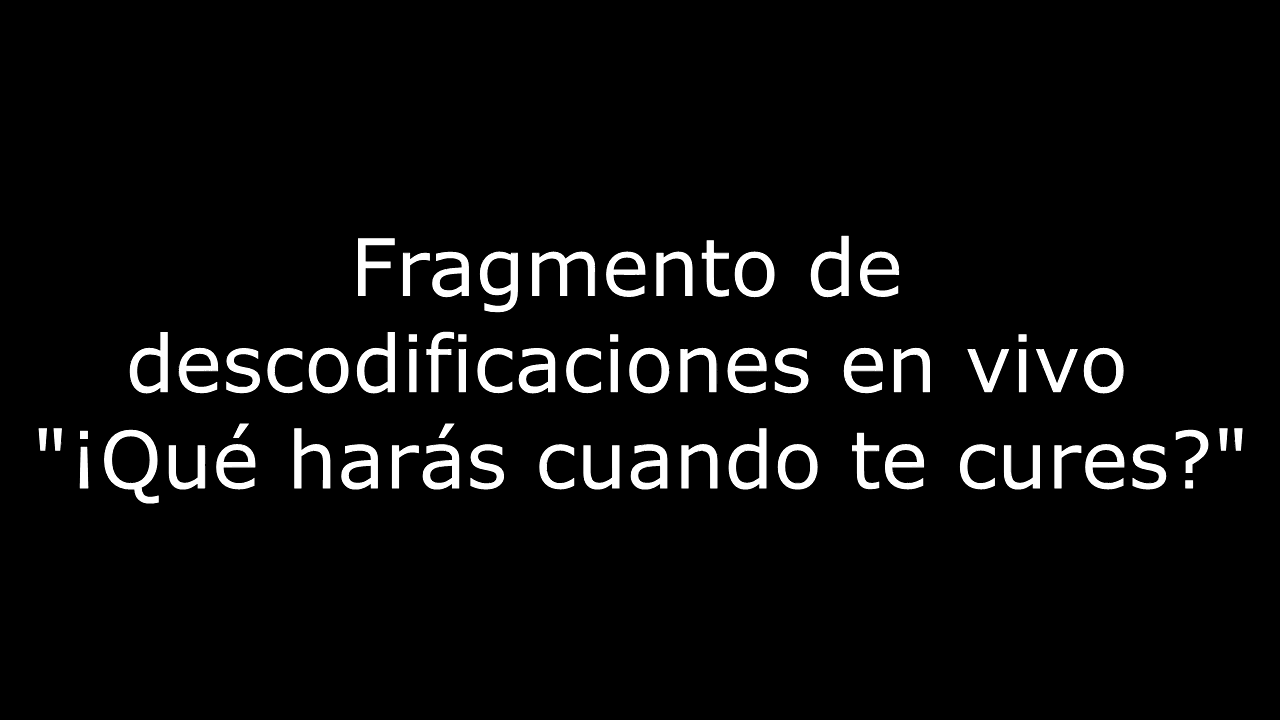 Fragmento de
descodificaciones en vivo
"¡Qué harás cuando te cures?"